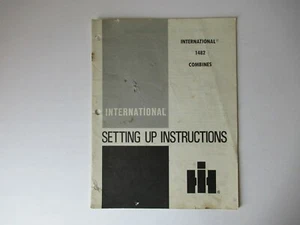 INTERNATIONAL®
1482
COMBINES
INTERNATIONAL
SETTING UP INSTRUCTIONS
IH
®